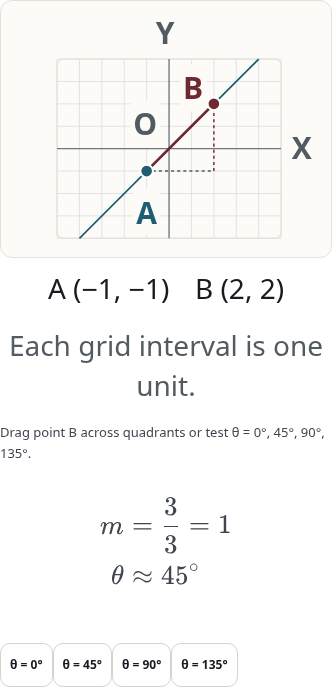 Y
B
O
X
A
A (−1, −1) B (2, 2)
Each grid interval is one
unit.
Drag point B across quadrants or test θ = 0°, 45°, 90°,
135°.
m = 3/3 = 1
θ ≈ 45°
θ = 0° θ = 45° θ = 90° θ = 135°